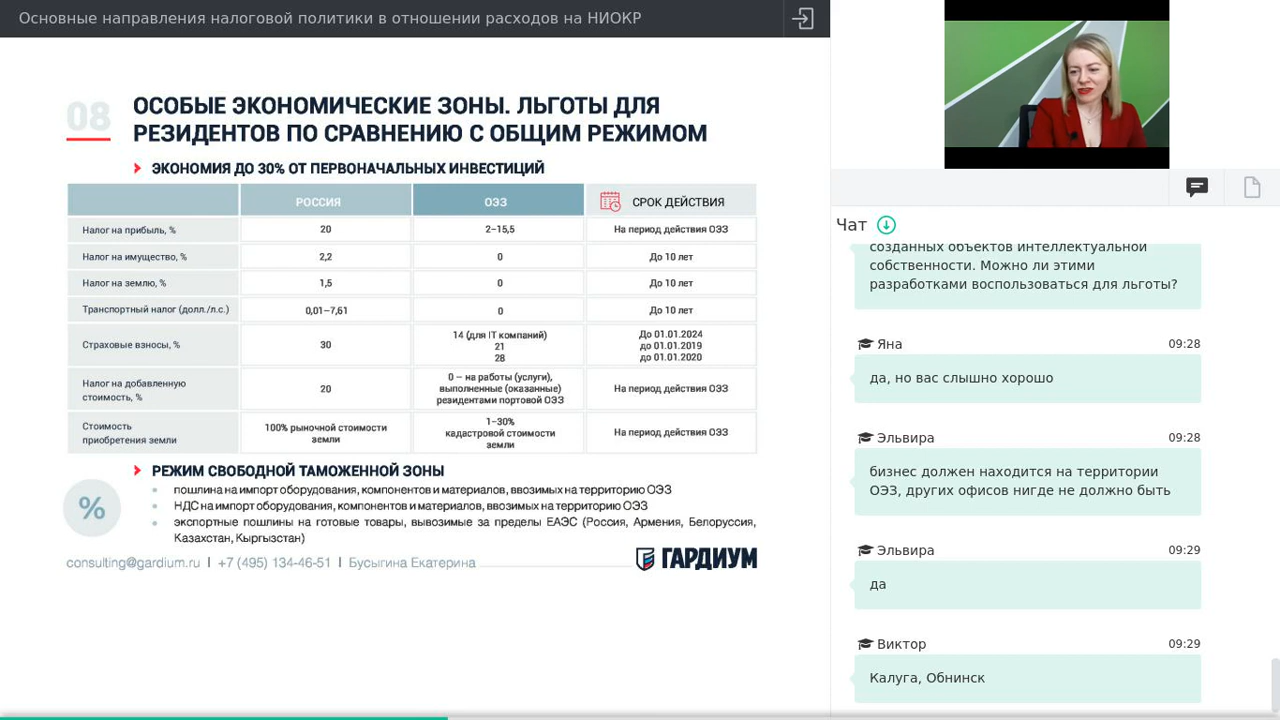 Основные направления налоговой политики в отношении расходов на НИОКР
08
ОСОБЫЕ ЭКОНОМИЧЕСКИЕ ЗОНЫ. ЛЬГОТЫ ДЛЯ
РЕЗИДЕНТОВ ПО СРАВНЕНИЮ С ОБЩИМ РЕЖИМОМ
ЭКОНОМИЯ ДО 30% ОТ ПЕРВОНАЧАЛЬНЫХ ИНВЕСТИЦИЙ
РОССИЯ ОЭЗ СРОК ДЕЙСТВИЯ
Налог на прибыль, % 20 2–15,5 На период действия ОЭЗ
Налог на имущество, % 2,2 0 До 10 лет
Налог на землю, % 1,5 0 До 10 лет
Транспортный налог (долл./л.с.) 0,01–7,61 0 До 10 лет
Страховые взносы, % 30
14 (для IT компаний)
21
28
До 01.01.2024
до 01.01.2019
до 01.01.2020
Налог на добавленную
стоимость, %
20
0 – на работы (услуги),
выполненные (оказанные)
резидентами портовой ОЭЗ
На период действия ОЭЗ
Стоимость
приобретения земли
100% рыночной стоимости
земли
1–30%
кадастровой стоимости
земли
На период действия ОЭЗ
РЕЖИМ СВОБОДНОЙ ТАМОЖЕННОЙ ЗОНЫ
%
пошлина на импорт оборудования, компонентов и материалов, ввозимых на территорию ОЭЗ
НДС на импорт оборудования, компонентов и материалов, ввозимых на территорию ОЭЗ
экспортные пошлины на готовые товары, вывозимые за пределы ЕАЭС (Россия, Армения, Белоруссия,
Казахстан, Кыргызстан)
consulting@gardium.ru | +7 (495) 134-46-51 | Бусыгина Екатерина
ГАРДИУМ
Чат
созданных объектов интеллектуальной
собственности. Можно ли этими
разработками воспользоваться для льготы?
Яна 09:28
да, но вас слышно хорошо
Эльвира 09:28
бизнес должен находится на территории
ОЭЗ, других офисов нигде не должно быть
Эльвира 09:29
да
Виктор 09:29
Калуга, Обнинск